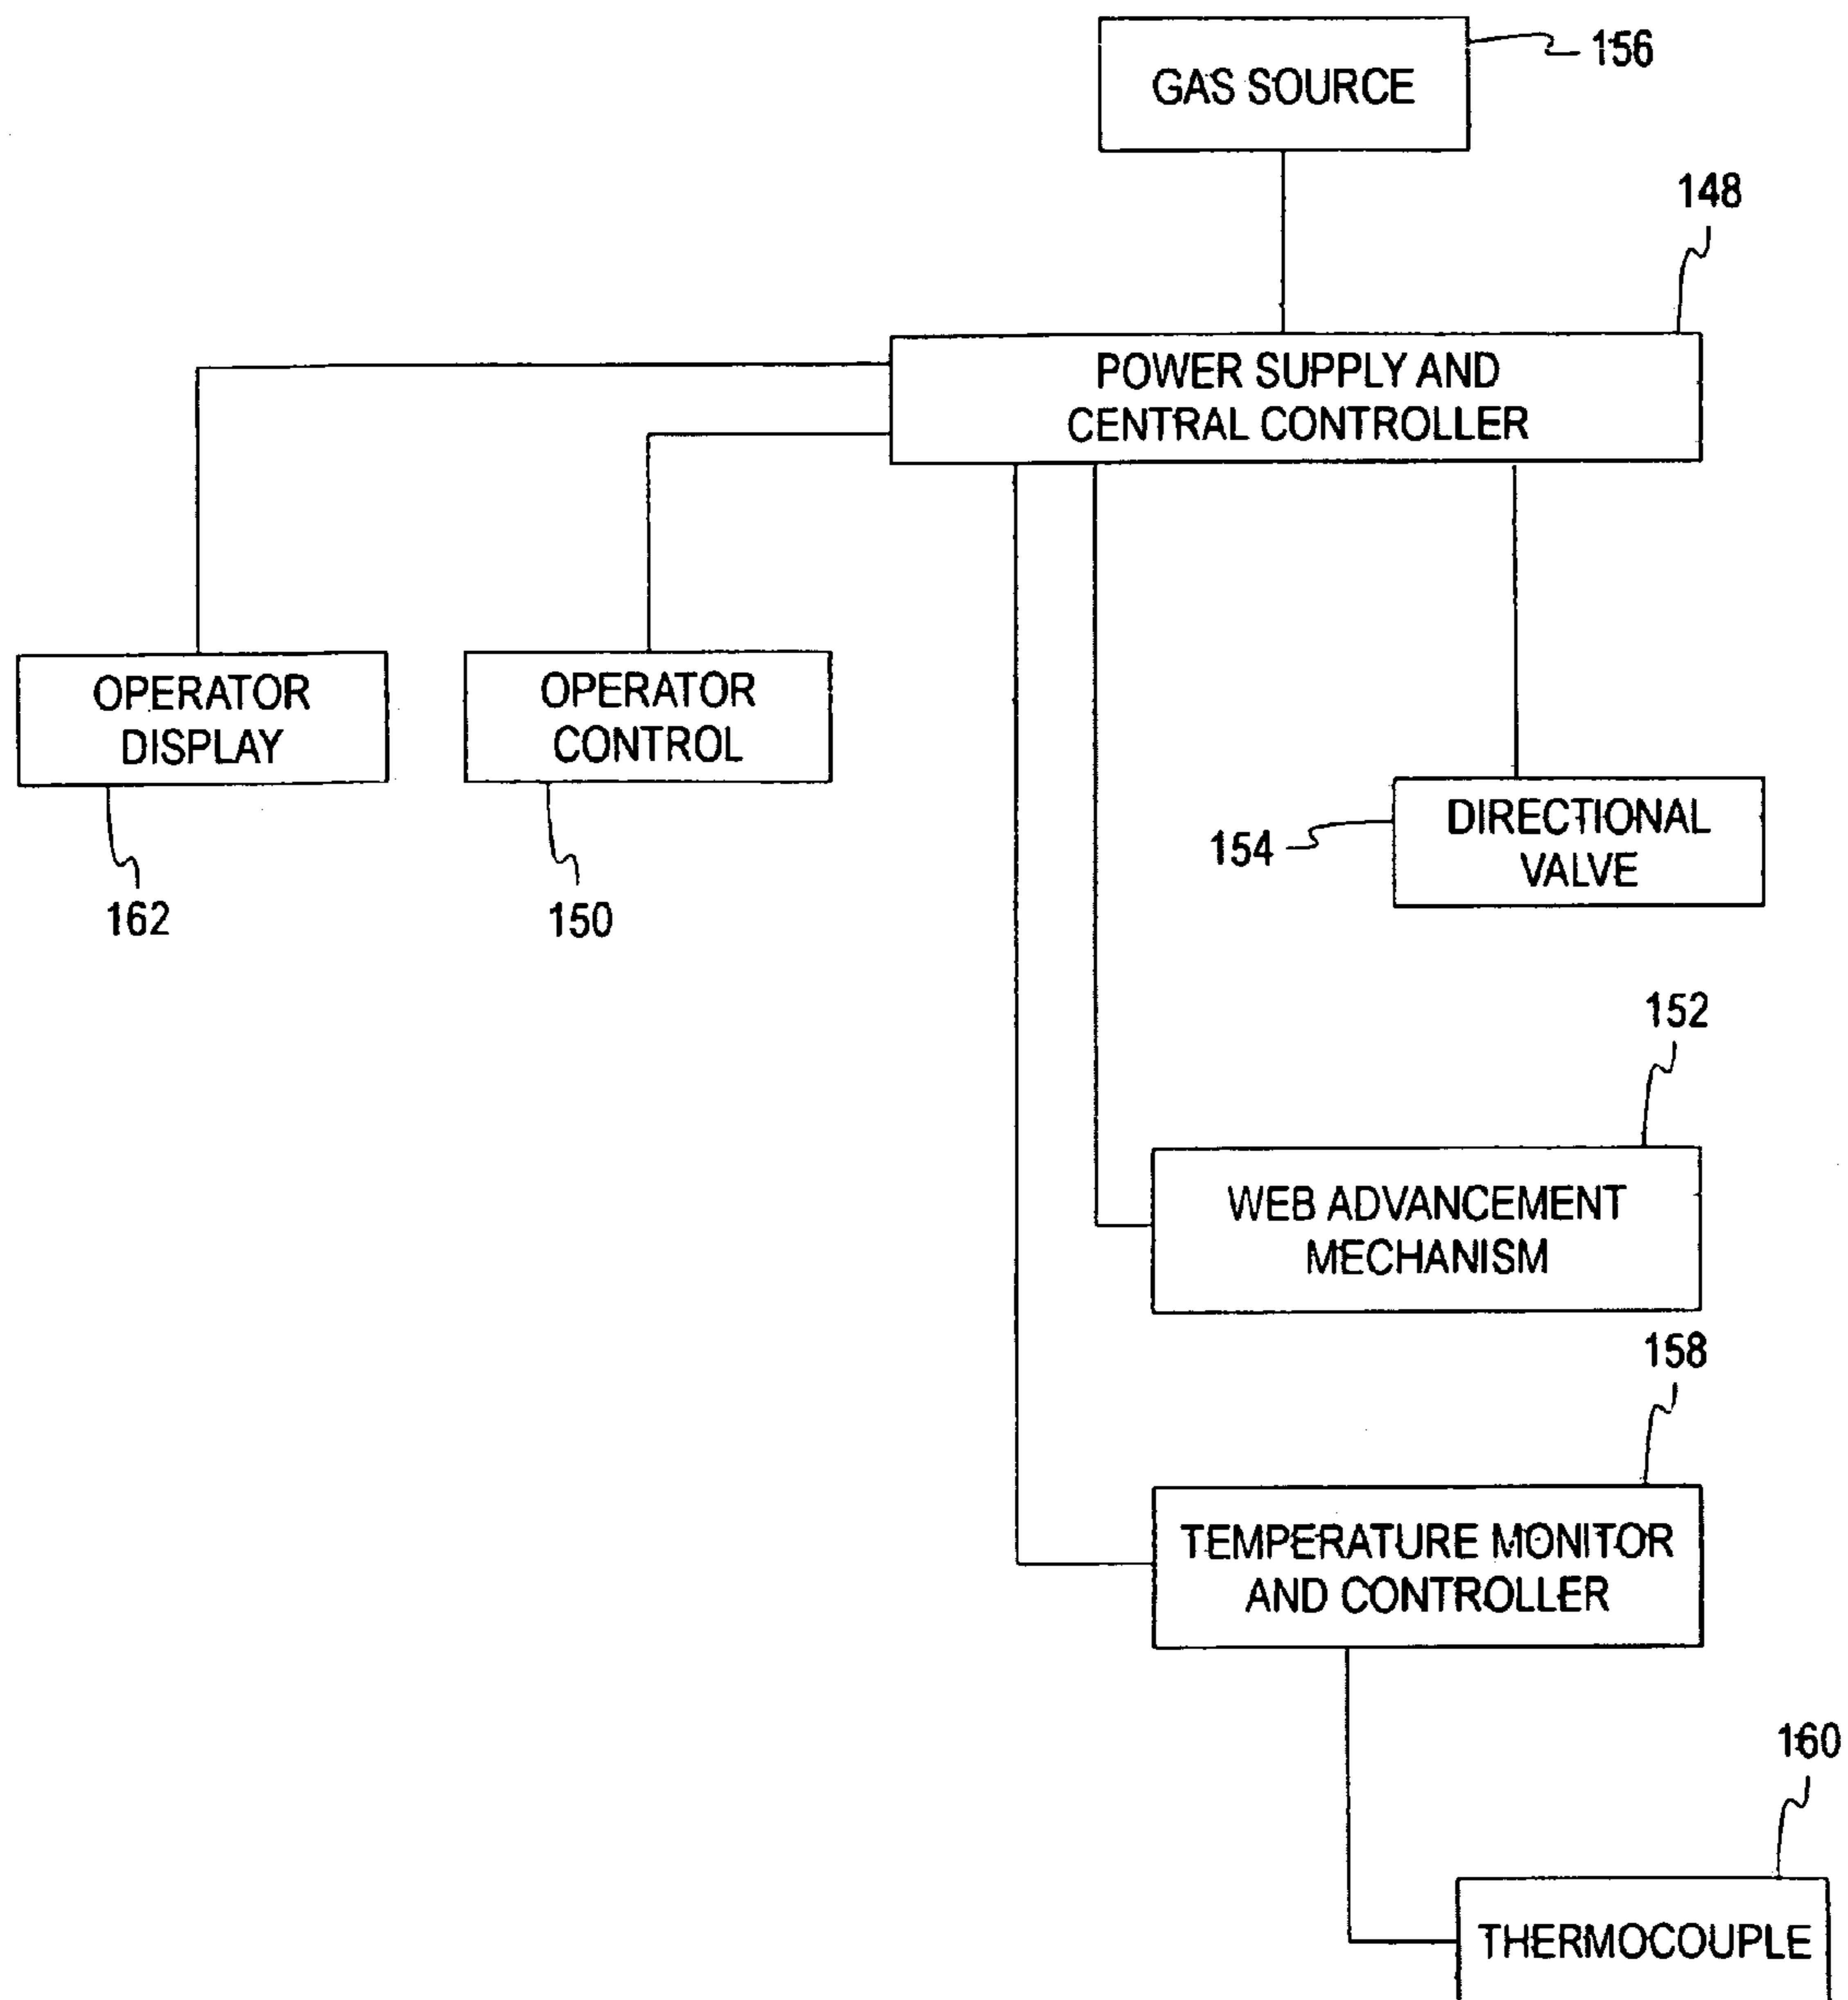 GAS SOURCE
156
148
POWER SUPPLY AND
CENTRAL CONTROLLER
OPERATOR
DISPLAY
162
OPERATOR
CONTROL
150
DIRECTIONAL
VALVE
154
152
WEB ADVANCEMENT
MECHANISM
158
TEMPERATURE MONITOR
AND CONTROLLER
160
THERMOCOUPLE